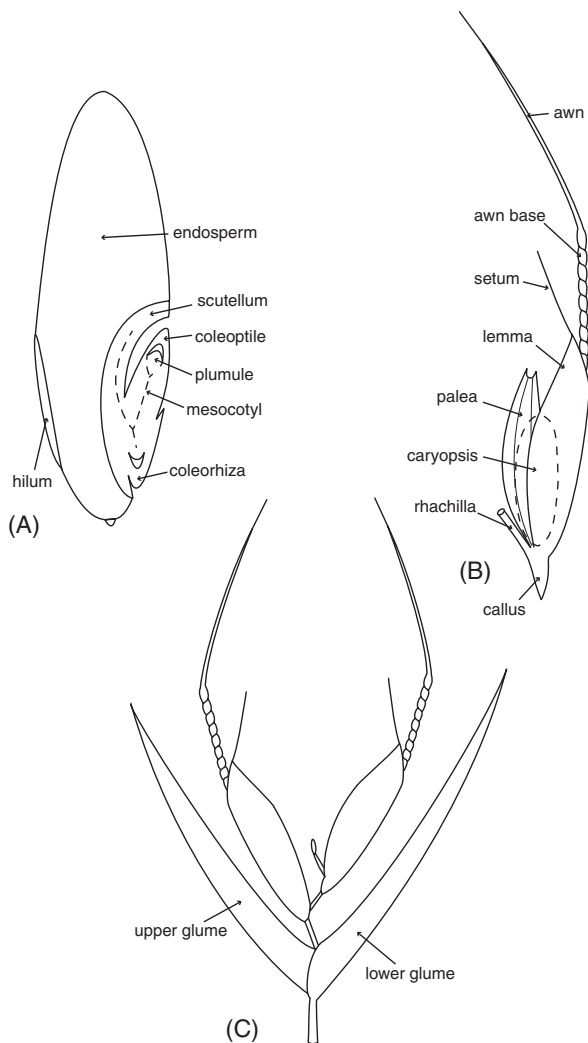 endosperm
scutellum
coleoptile
plumule
mesocotyl
hilum
coleorhiza
(A)
awn
awn base
setum
lemma
palea
caryopsis
rhachilla
(B)
callus
upper glume
lower glume
(C)